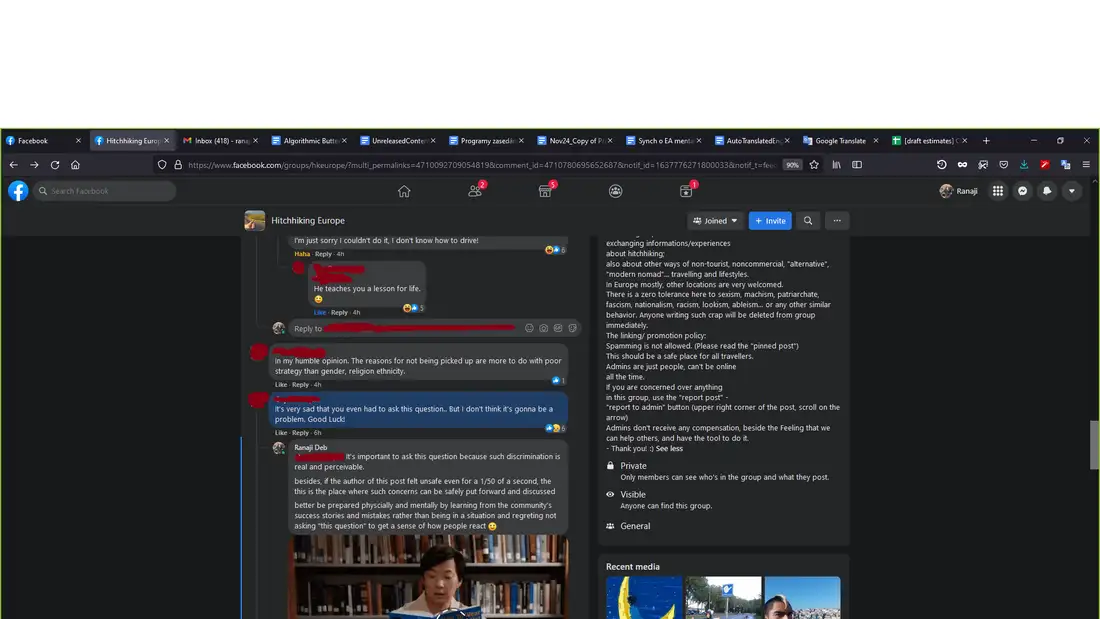 Facebook
Hitchhiking Europ
Inbox (418) - ranaj
Algorithmic Butt
UnreleasedConte
Programy zasedán
Nov24_Copy of P
Synch o EA menta
AutoTranslatedEn
Google Translate
[draft estimates]
https://www.facebook.com/groups/hkeurope/?multi_permalinks=4710092709054819&comment_id=4710780695652687&notif_id=1637776271800033&notif_t=fee
90%
Search Facebook
2
5
1
Ranaji
Hitchhiking Europe
Joined
+ Invite
I'm just sorry I couldn't do it, I don't know how to drive!
6
Haha · Reply · 4h
He teaches you a lesson for life.
😉
5
Like · Reply · 4h
Reply to
in my humble opinion. The reasons for not being picked up are more to do with poor
strategy than gender, religion ethnicity.
1
Like · Reply · 4h
It's very sad that you even had to ask this question.. But I don't think it's gonna be a
problem. Good Luck!
6
Like · Reply · 6h
Ranaji Deb
It's important to ask this question because such discrimination is
real and perceivable.
besides, if the author of this post felt unsafe even for a 1/50 of a second, the
this is the place where such concerns can be safely put forward and discussed
better be prepared physcially and mentally by learning from the community's
success stories and mistakes rather than being in a situation and regreting not
asking "this question" to get a sense of how people react 😉
exchanging informations/experiences
about hitchhiking;
also about other ways of non-tourist, noncommercial, "alternative",
"modern nomad"... travelling and lifestyles.
In Europe mostly, other locations are very welcomed.
There is a zero tolerance here to sexism, machism, patriarchate,
fascism, nationalism, racism, lookism, ableism... or any other similar
behavior. Anyone writing such crap will be deleted from group
immediately.
The linking/ promotion policy:
Spamming is not allowed. (Please read the "pinned post")
This should be a safe place for all travellers.
Admins are just people, can't be online
all the time.
If you are concerned over anything
in this group, use the "report post" -
"report to admin" button (upper right corner of the post, scroll on the
arrow)
Admins don't receive any compensation, beside the Feeling that we
can help others, and have the tool to do it.
- Thank you! :) See less
Private
Only members can see who's in the group and what they post.
Visible
Anyone can find this group.
General
Recent media